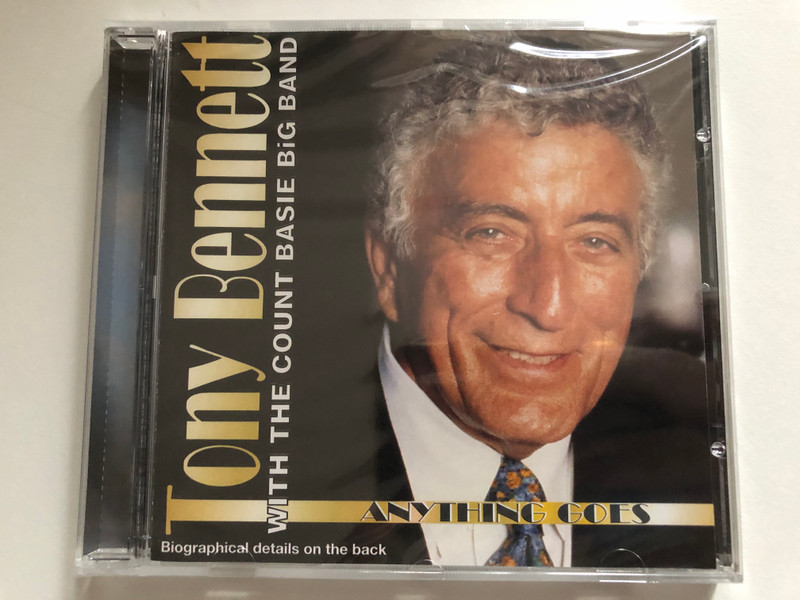 Tony Bennett
WITH THE COUNT BASIE BiG BAND
ANYTHING GOES
Biographical details on the back